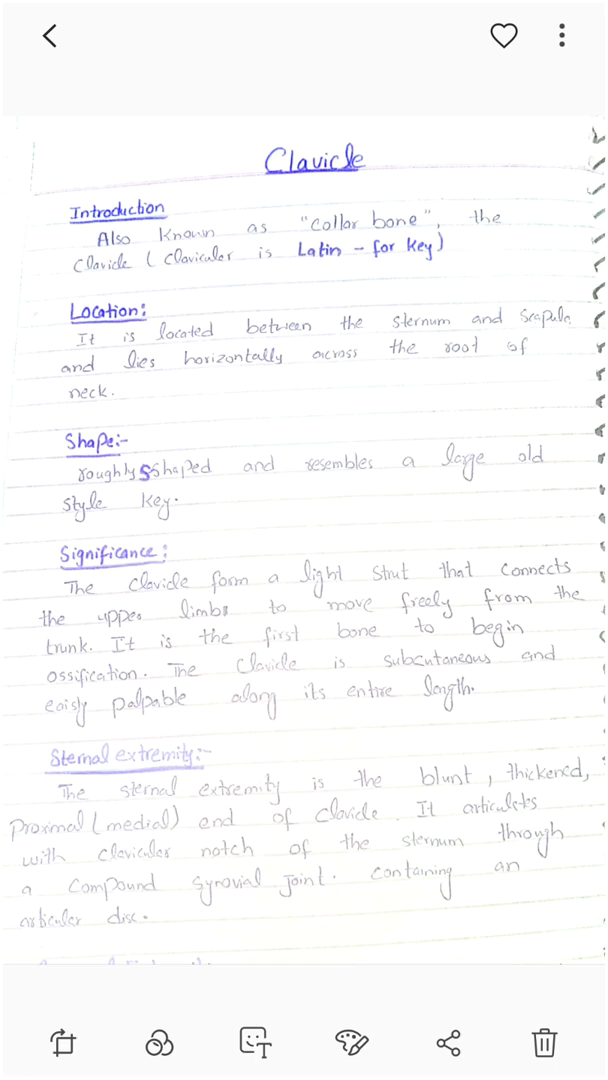 Clavicle
Introduction
Also Known as "collar bone", the
Clavicle ( Clavicular is Latin - for key)
Location:
It is located between the sternum and Scapula
and lies horizontally across the root of
neck.
Shape:-
roughly S shaped and resembles a large old
style key.
Significance:
The clavicle form a light strut that connects
the upper limbs to move freely from the
trunk. It is the first bone to begin
ossification. The Clavicle is subcutaneous and
eaisly palpable along its entire length.
Sternal extremity:-
The sternal extremity is the blunt, thickened,
Proximal (medial) end of Clavicle. It articulates
with clavicular notch of the sternum through
a compound synovial joint. containing an
articular disc.
T